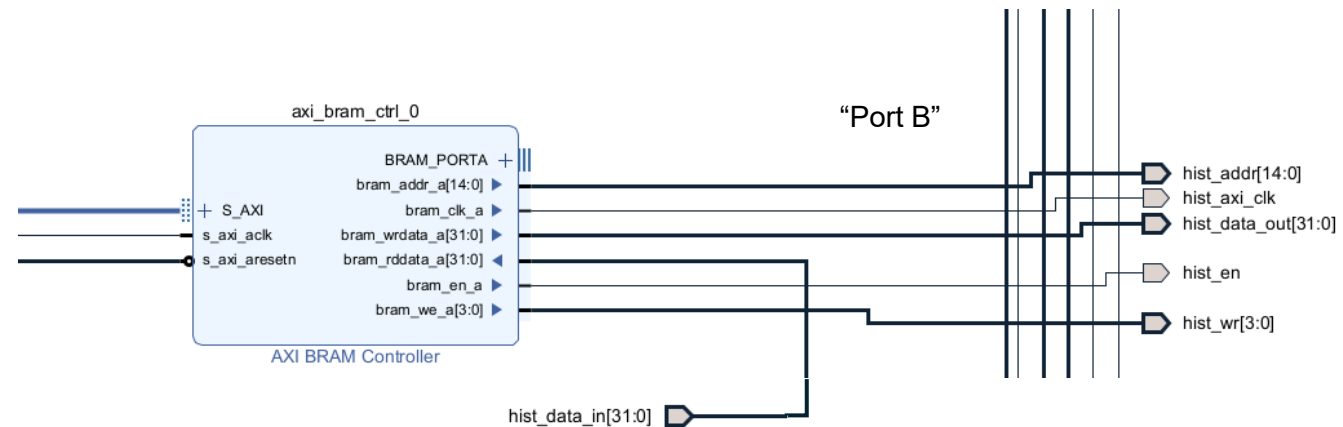 axi_bram_ctrl_0
“Port B”
BRAM_PORTA
bram_addr_a[14:0]
S_AXI
bram_clk_a
s_axi_aclk
bram_wrdata_a[31:0]
s_axi_aresetn
bram_rddata_a[31:0]
bram_en_a
bram_we_a[3:0]
AXI BRAM Controller
hist_addr[14:0]
hist_axi_clk
hist_data_out[31:0]
hist_en
hist_wr[3:0]
hist_data_in[31:0]